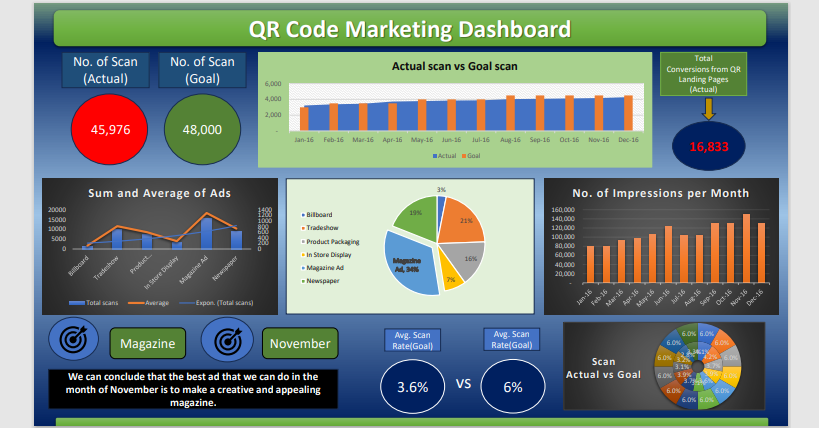 QR Code Marketing Dashboard
No. of Scan
(Actual)
No. of Scan
(Goal)
45,976
48,000
Actual scan vs Goal scan
6,000
4,000
2,000
-
Jan-16 Feb-16 Mar-16 Apr-16 May-16 Jun-16 Jul-16 Aug-16 Sep-16 Oct-16 Nov-16 Dec-16
Actual Goal
Total
Conversions from QR
Landing Pages
(Actual)
16,833
Sum and Average of Ads
20000
15000
10000
5000
0
1400
1200
1000
800
600
400
200
0
Billboard
Tradeshow
Product...
In Store Display
Magazine Ad
Newspaper
Total scans Average Expon. (Total scans)
Billboard
Tradeshow
Product Packaging
In Store Display
Magazine Ad
Newspaper
3%
21%
16%
7%
Magazine
Ad, 34%
19%
No. of Impressions per Month
160,000
140,000
120,000
100,000
80,000
60,000
40,000
20,000
-
Jan-16 Feb-16 Mar-16 Apr-16 May-16 Jun-16 Jul-16 Aug-16 Sep-16 Oct-16 Nov-16 Dec-16
Magazine
November
We can conclude that the best ad that we can do in the
month of November is to make a creative and appealing
magazine.
Avg. Scan
Rate(Goal)
3.6%
VS
Avg. Scan
Rate(Goal)
6%
Scan
Actual vs Goal
6.0% 6.0%
6.0% 6.0%
6.0% 6.0%
6.0% 6.0%
6.0% 6.0%
6.0% 6.0%
3.1%
3.9%